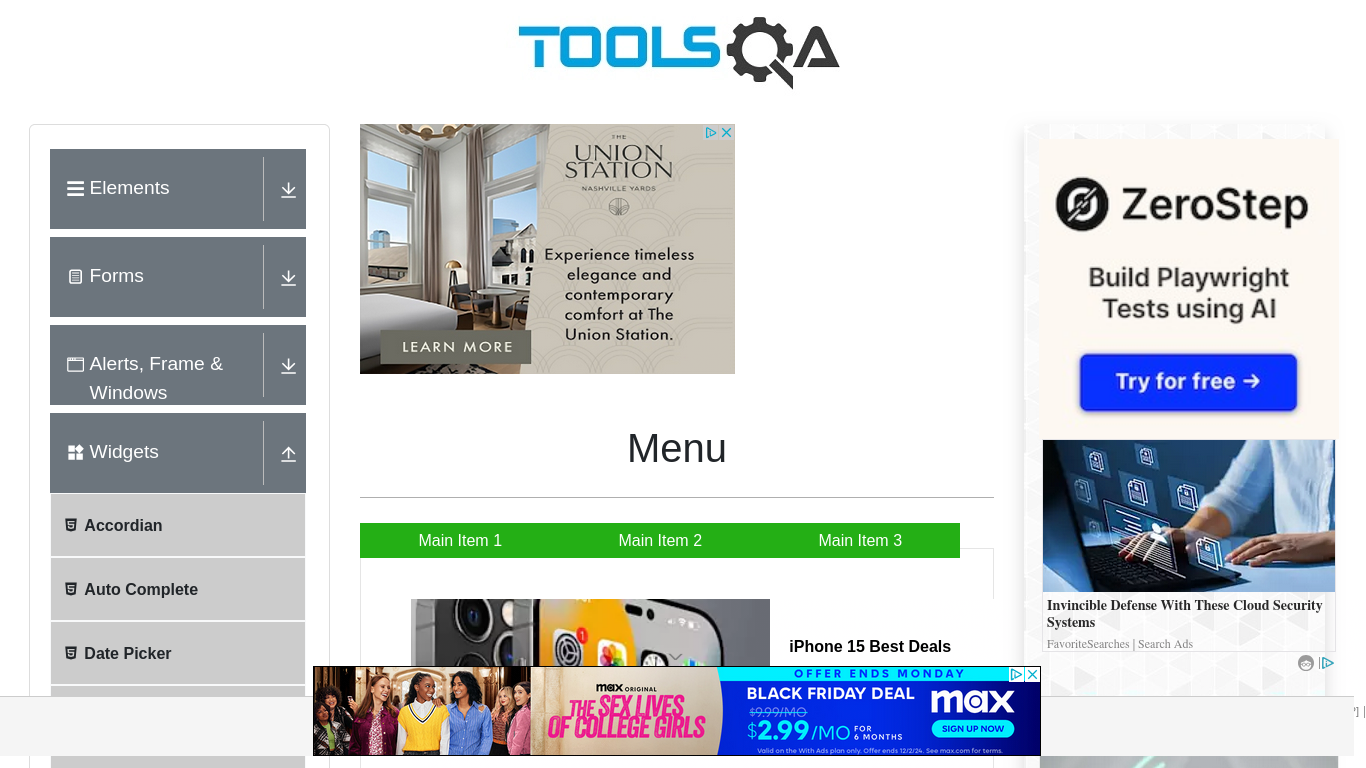 TOOLSQA
Elements
Forms
Alerts, Frame &
Windows
Widgets
Accordian
Auto Complete
Date Picker
THE
UNION
STATION
NASHVILLE YARDS
Experience timeless
elegance and
contemporary
comfort at The
Union Station.
LEARN MORE
Menu
Main Item 1
Main Item 2
Main Item 3
iPhone 15 Best Deals
ZeroStep
Build Playwright
Tests using AI
Try for free →
Invincible Defense With These Cloud Security
Systems
FavoriteSearches | Search Ads
max ORIGINAL
THE SEX LIVES
OF COLLEGE GIRLS
OFFER ENDS MONDAY
BLACK FRIDAY DEAL
$9.99/MO
$2.99/MO FOR
6 MONTHS
max
SIGN UP NOW
Valid on the With Ads plan only. Offer ends 12/2/24. See max.com for terms.